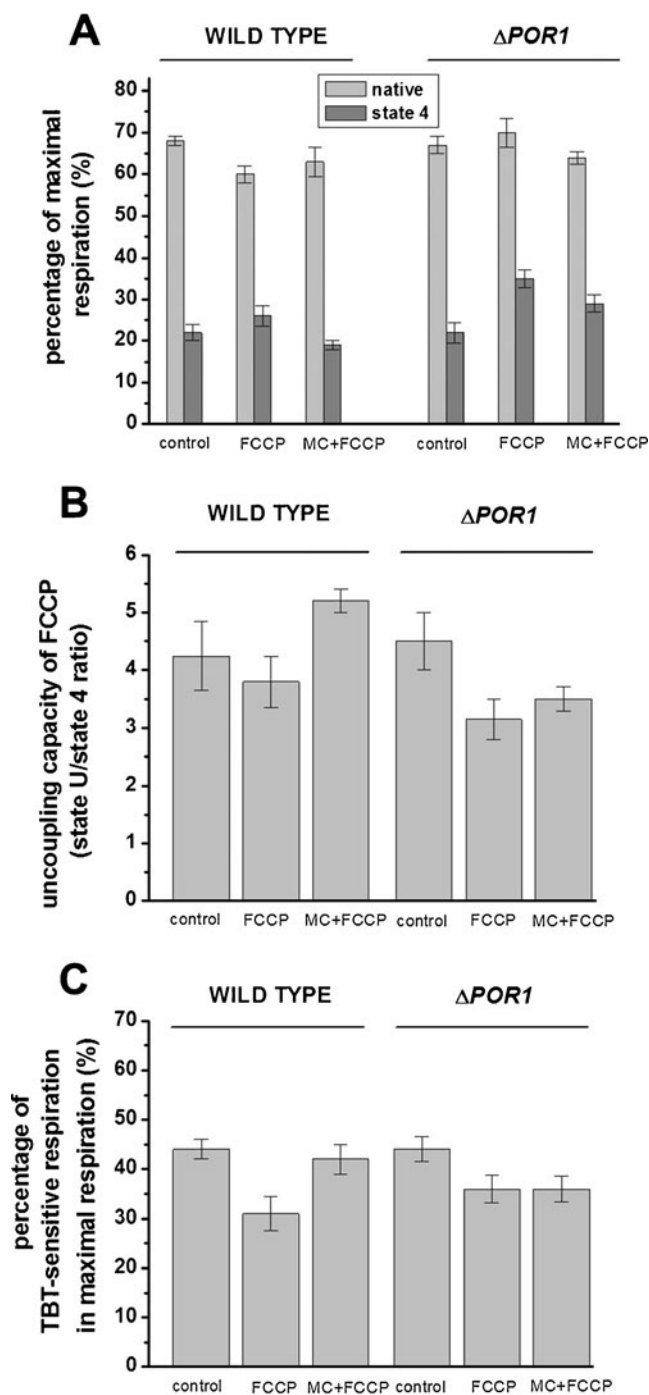 A
WILD TYPE
ΔPOR1
native
state 4
percentage of maximal
respiration (%)
80
70
60
50
40
30
20
10
0
control
FCCP
MC+FCCP
control
FCCP
MC+FCCP
B
WILD TYPE
ΔPOR1
uncoupling capacity of FCCP
(state U/state 4 ratio)
6
5
4
3
2
1
0
control
FCCP
MC+FCCP
control
FCCP
MC+FCCP
C
WILD TYPE
ΔPOR1
percentage of
TBT-sensitive respiration
in maximal respiration (%)
70
60
50
40
30
20
10
0
control
FCCP
MC+FCCP
control
FCCP
MC+FCCP